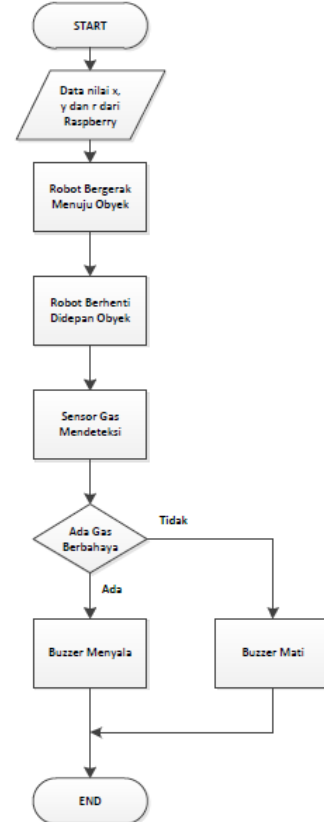 START
Data nilai x,
y dan r dari
Raspberry
Robot Bergerak
Menuju Obyek
Robot Berhenti
Didepan Obyek
Sensor Gas
Mendeteksi
Ada Gas
Berbahaya
Tidak
Ada
Buzzer Menyala
Buzzer Mati
END